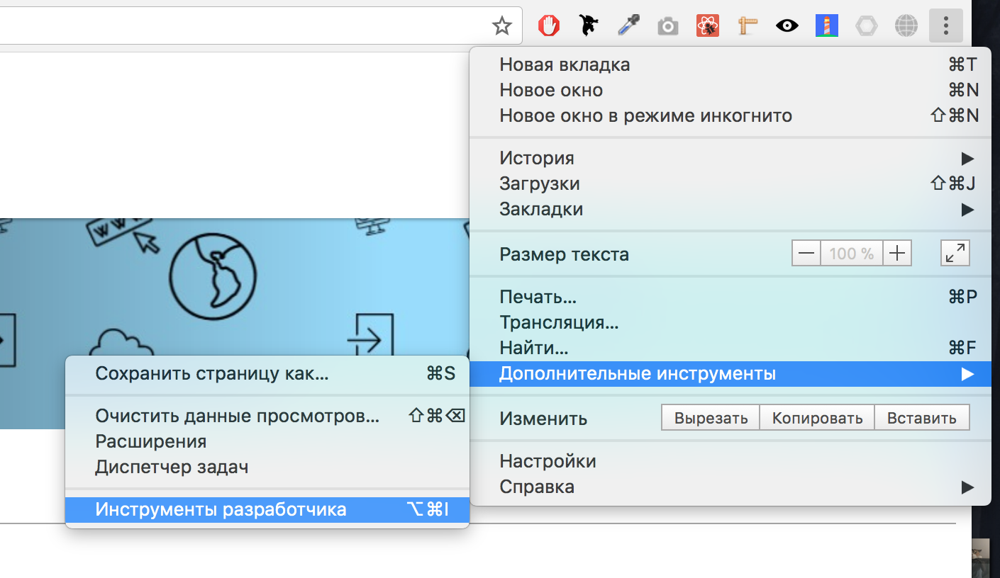 Новая вкладка ⌘T
Новое окно ⌘N
Новое окно в режиме инкогнито ⇧⌘N
История ▶
Загрузки ⇧⌘J
Закладки ▶
Размер текста — 100 % +
Печать... ⌘P
Трансляция...
Найти... ⌘F
Дополнительные инструменты ▶
Изменить Вырезать Копировать Вставить
Настройки
Справка ▶
Сохранить страницу как... ⌘S
Очистить данные просмотров... ⇧⌘⌫
Расширения
Диспетчер задач
Инструменты разработчика ⌥⌘I
WWW